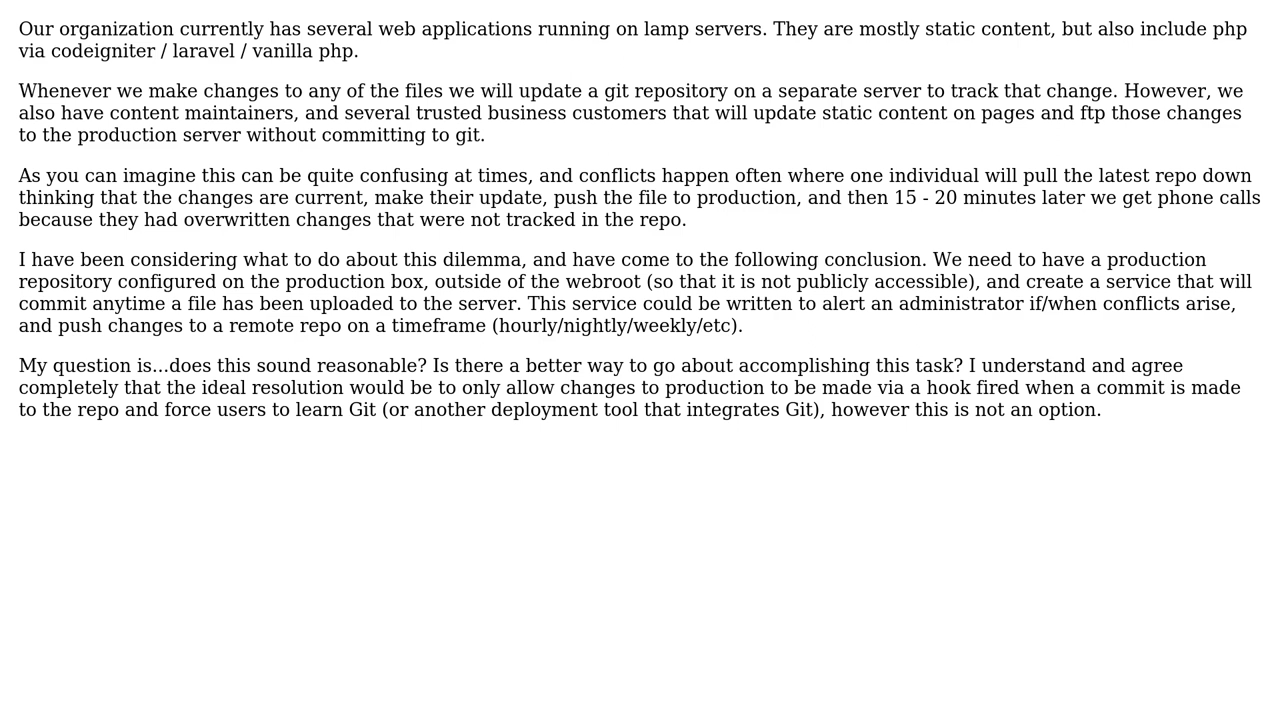 Our organization currently has several web applications running on lamp servers. They are mostly static content, but also include php
via codeigniter / laravel / vanilla php.
Whenever we make changes to any of the files we will update a git repository on a separate server to track that change. However, we
also have content maintainers, and several trusted business customers that will update static content on pages and ftp those changes
to the production server without committing to git.
As you can imagine this can be quite confusing at times, and conflicts happen often where one individual will pull the latest repo down
thinking that the changes are current, make their update, push the file to production, and then 15 - 20 minutes later we get phone calls
because they had overwritten changes that were not tracked in the repo.
I have been considering what to do about this dilemma, and have come to the following conclusion. We need to have a production
repository configured on the production box, outside of the webroot (so that it is not publicly accessible), and create a service that will
commit anytime a file has been uploaded to the server. This service could be written to alert an administrator if/when conflicts arise,
and push changes to a remote repo on a timeframe (hourly/nightly/weekly/etc).
My question is...does this sound reasonable? Is there a better way to go about accomplishing this task? I understand and agree
completely that the ideal resolution would be to only allow changes to production to be made via a hook fired when a commit is made
to the repo and force users to learn Git (or another deployment tool that integrates Git), however this is not an option.